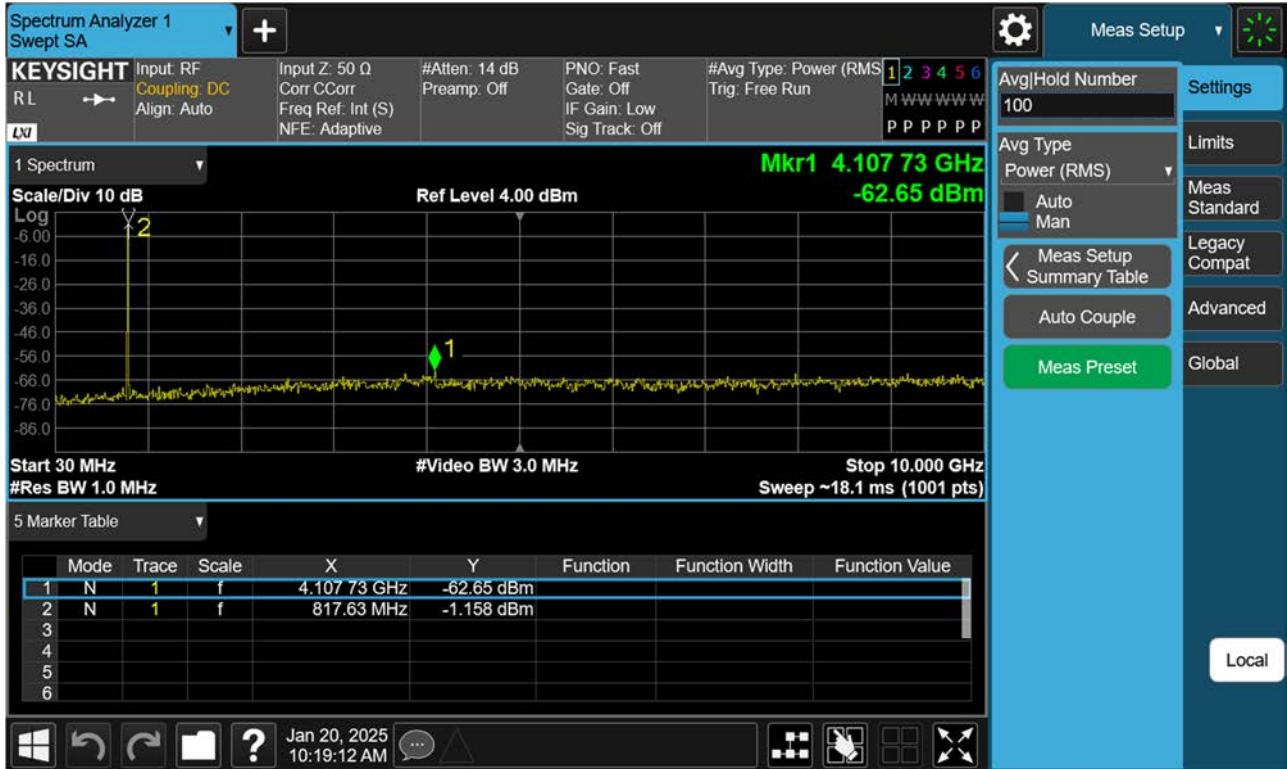 Spectrum Analyzer 1
Swept SA
+
Meas Setup
KEYSIGHT
RL
LXI
Input: RF
Coupling: DC
Align: Auto
Input Z: 50 Ω
Corr CCorr
Freq Ref: Int (S)
NFE: Adaptive
#Atten: 14 dB
Preamp: Off
PNO: Fast
Gate: Off
IF Gain: Low
Sig Track: Off
#Avg Type: Power (RMS
Trig: Free Run
1 2 3 4 5 6
M W W W W W
P P P P P P
1 Spectrum
Mkr1 4.107 73 GHz
-62.65 dBm
Scale/Div 10 dB
Ref Level 4.00 dBm
Log
-6.00
-16.0
-26.0
-36.0
-46.0
-56.0
-66.0
-76.0
-86.0
2
1
Start 30 MHz
#Video BW 3.0 MHz
Stop 10.000 GHz
#Res BW 1.0 MHz
Sweep ~18.1 ms (1001 pts)
5 Marker Table
Mode Trace Scale X Y Function Function Width Function Value
1 N 1 f 4.107 73 GHz -62.65 dBm
2 N 1 f 817.63 MHz -1.158 dBm
3
4
5
6
Avg|Hold Number
100
Avg Type
Power (RMS)
Auto
Man
Meas Setup
Summary Table
Auto Couple
Meas Preset
Settings
Limits
Meas
Standard
Legacy
Compat
Advanced
Global
Local
?
Jan 20, 2025
10:19:12 AM